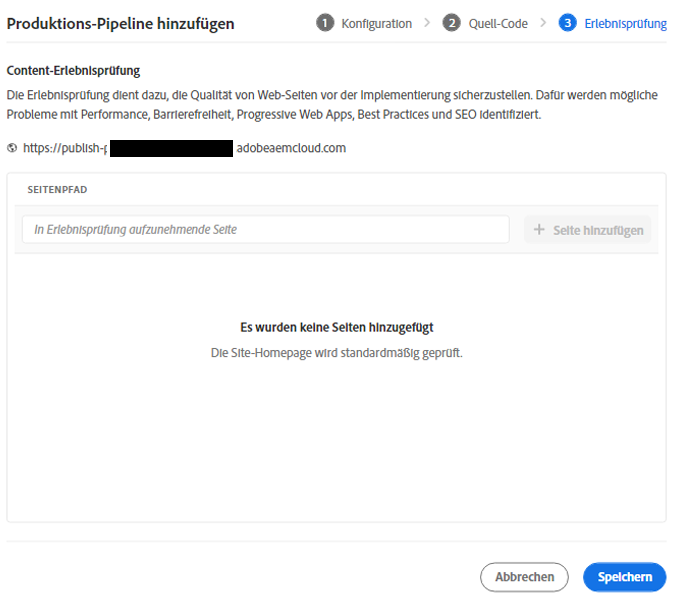 Produktions-Pipeline hinzufügen
1 Konfiguration > 2 Quell-Code > 3 Erlebnisprüfung
Content-Erlebnisprüfung
Die Erlebnisprüfung dient dazu, die Qualität von Web-Seiten vor der Implementierung sicherzustellen. Dafür werden mögliche
Probleme mit Performance, Barrierefreiheit, Progressive Web Apps, Best Practices und SEO identifiziert.
https://publish-p adobeaemcloud.com
SEITENPFAD
In Erlebnisprüfung aufzunehmende Seite
+ Seite hinzufügen
Es wurden keine Seiten hinzugefügt
Die Site-Homepage wird standardmäßig geprüft.
Abbrechen
Speichern